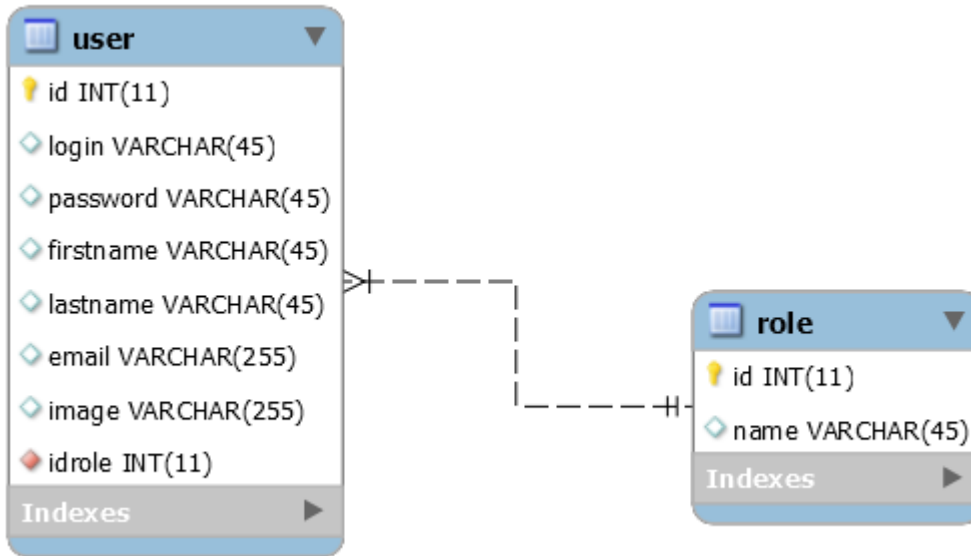 user
id INT(11)
login VARCHAR(45)
password VARCHAR(45)
firstname VARCHAR(45)
lastname VARCHAR(45)
email VARCHAR(255)
image VARCHAR(255)
idrole INT(11)
Indexes
role
id INT(11)
name VARCHAR(45)
Indexes